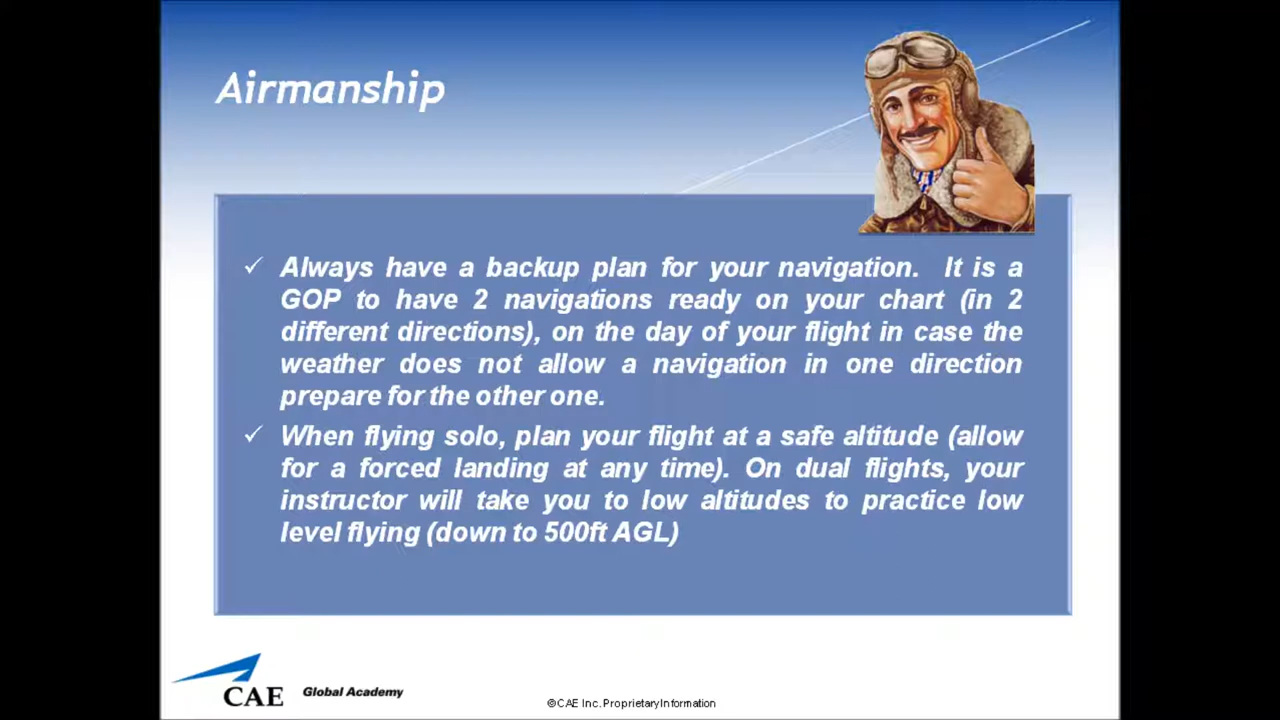 Airmanship
✓ Always have a backup plan for your navigation. It is a
GOP to have 2 navigations ready on your chart (in 2
different directions), on the day of your flight in case the
weather does not allow a navigation in one direction
prepare for the other one.
✓ When flying solo, plan your flight at a safe altitude (allow
for a forced landing at any time). On dual flights, your
instructor will take you to low altitudes to practice low
level flying (down to 500ft AGL)
CAE Global Academy
© CAE Inc. Proprietary Information